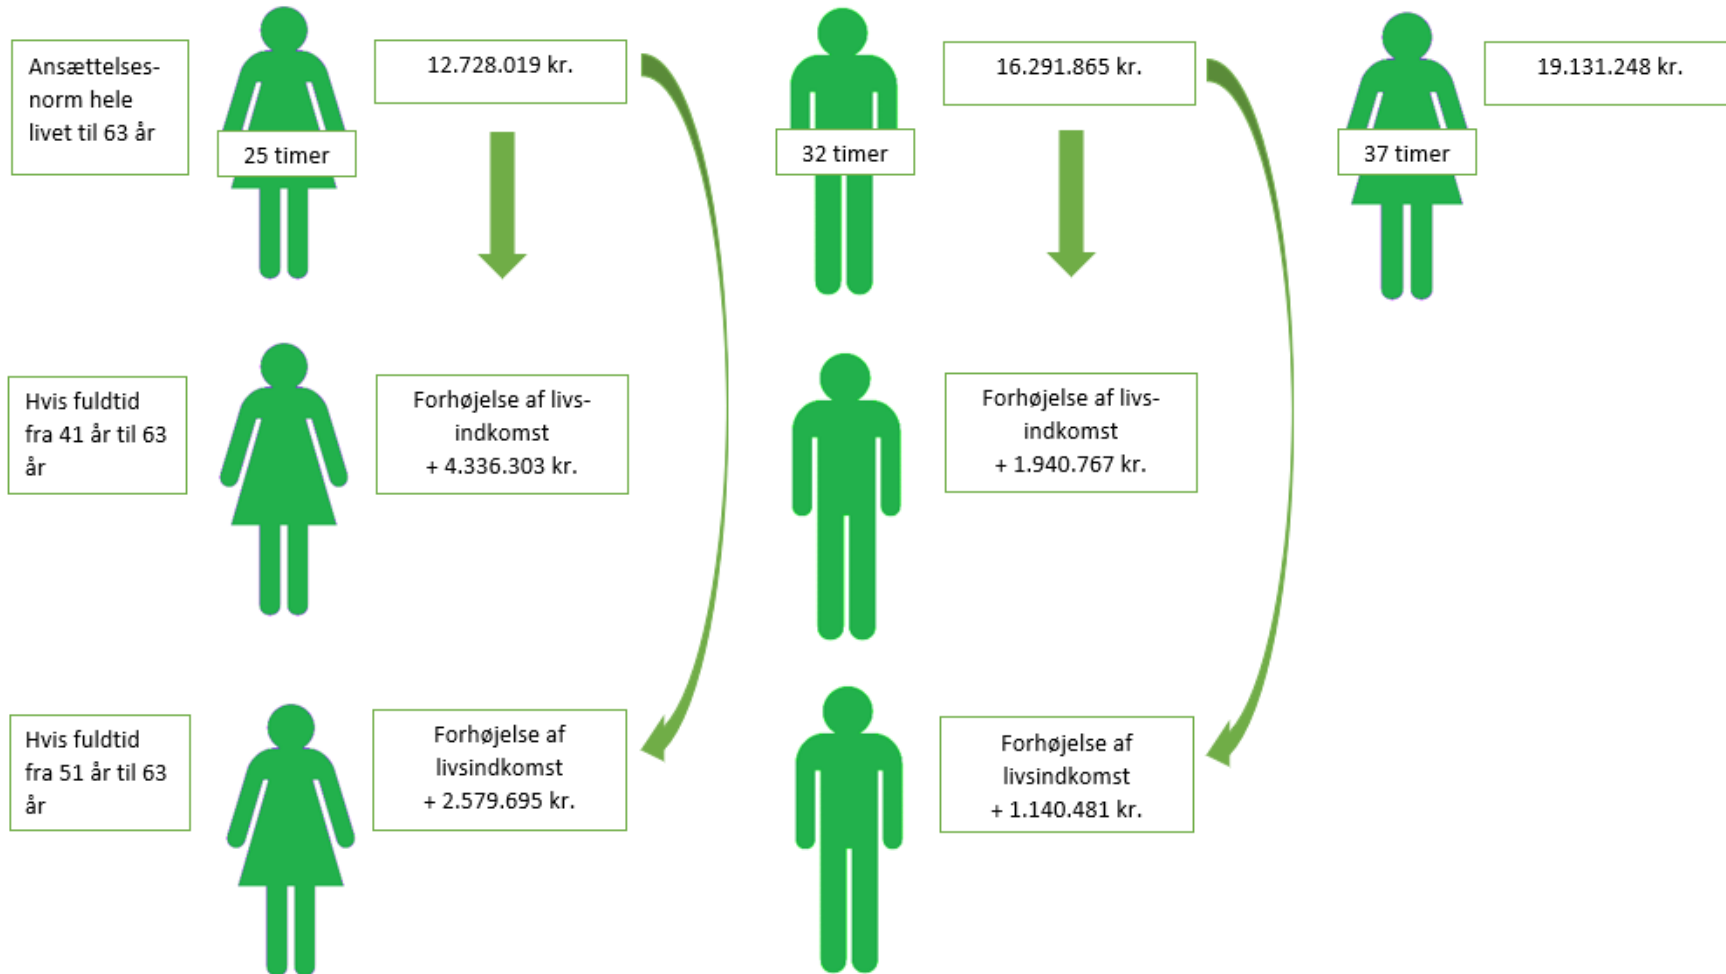 Ansættelses-
norm hele
livet til 63 år
25 timer
12.728.019 kr.
32 timer
16.291.865 kr.
37 timer
19.131.248 kr.
Hvis fuldtid
fra 41 år til 63
år
Forhøjelse af livs-
indkomst
+ 4.336.303 kr.
Forhøjelse af livs-
indkomst
+ 1.940.767 kr.
Hvis fuldtid
fra 51 år til 63
år
Forhøjelse af
livsindkomst
+ 2.579.695 kr.
Forhøjelse af
livsindkomst
+ 1.140.481 kr.